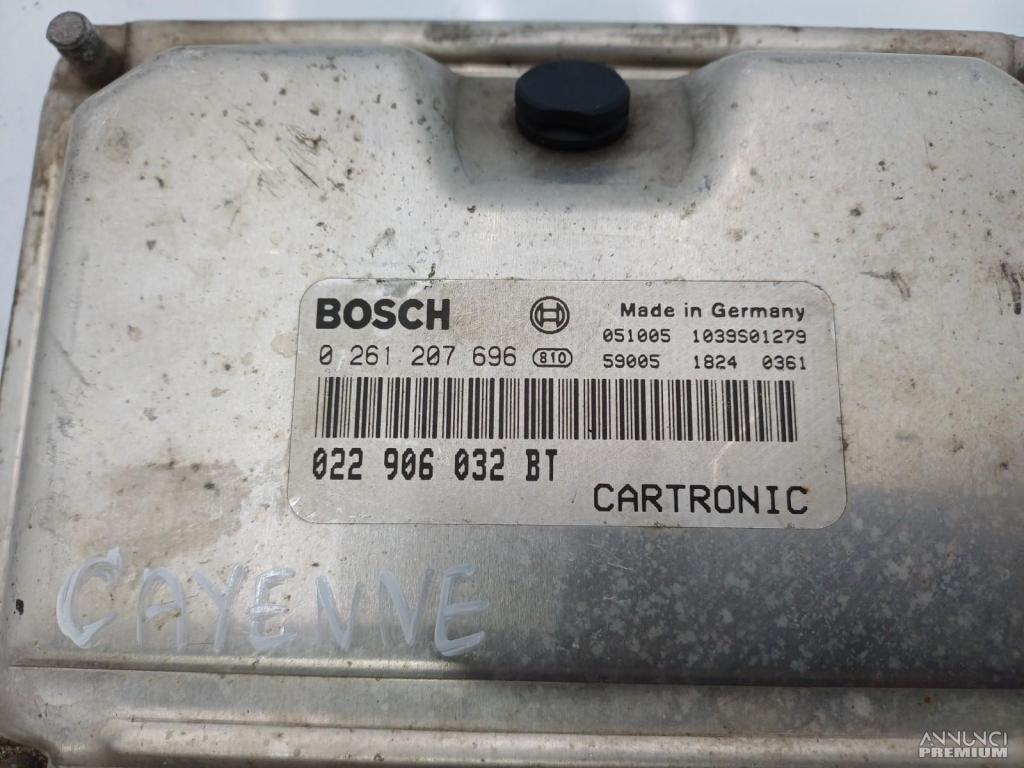 BOSCH
Made in Germany
051005 1039S01279
0 261 207 696 810
59005 1824 0361
022 906 032 BT
CARTRONIC
CAYENNE
ANNUNCI
PREMIUM